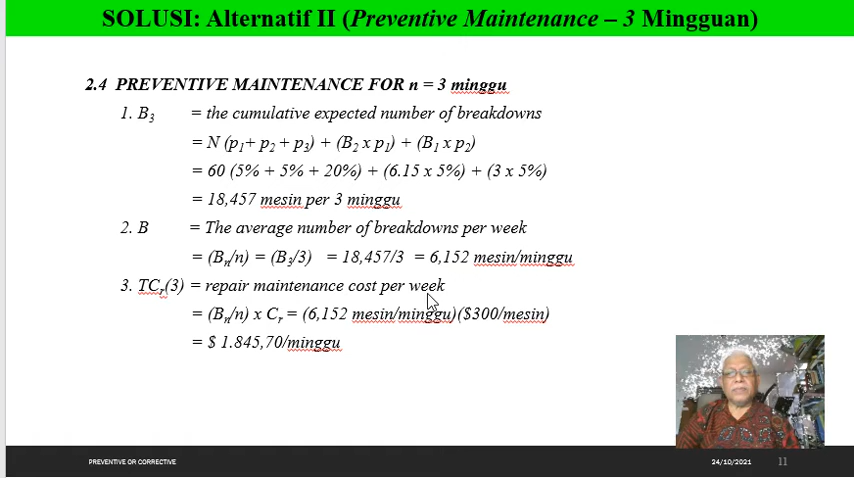 SOLUSI: Alternatif II (Preventive Maintenance – 3 Mingguan)
2.4 PREVENTIVE MAINTENANCE FOR n = 3 minggu
1. B3 = the cumulative expected number of breakdowns
= N (p1+ p2 + p3) + (B2 x p1) + (B1 x p2)
= 60 (5% + 5% + 20%) + (6.15 x 5%) + (3 x 5%)
= 18,457 mesin per 3 minggu
2. B = The average number of breakdowns per week
= (Bn/n) = (B3/3) = 18,457/3 = 6,152 mesin/minggu
3. TCr(3) = repair maintenance cost per week
= (Bn/n) x Cr = (6,152 mesin/minggu)($300/mesin)
= $ 1.845,70/minggu
PREVENTIVE OR CORRECTIVE 24/10/2021 11